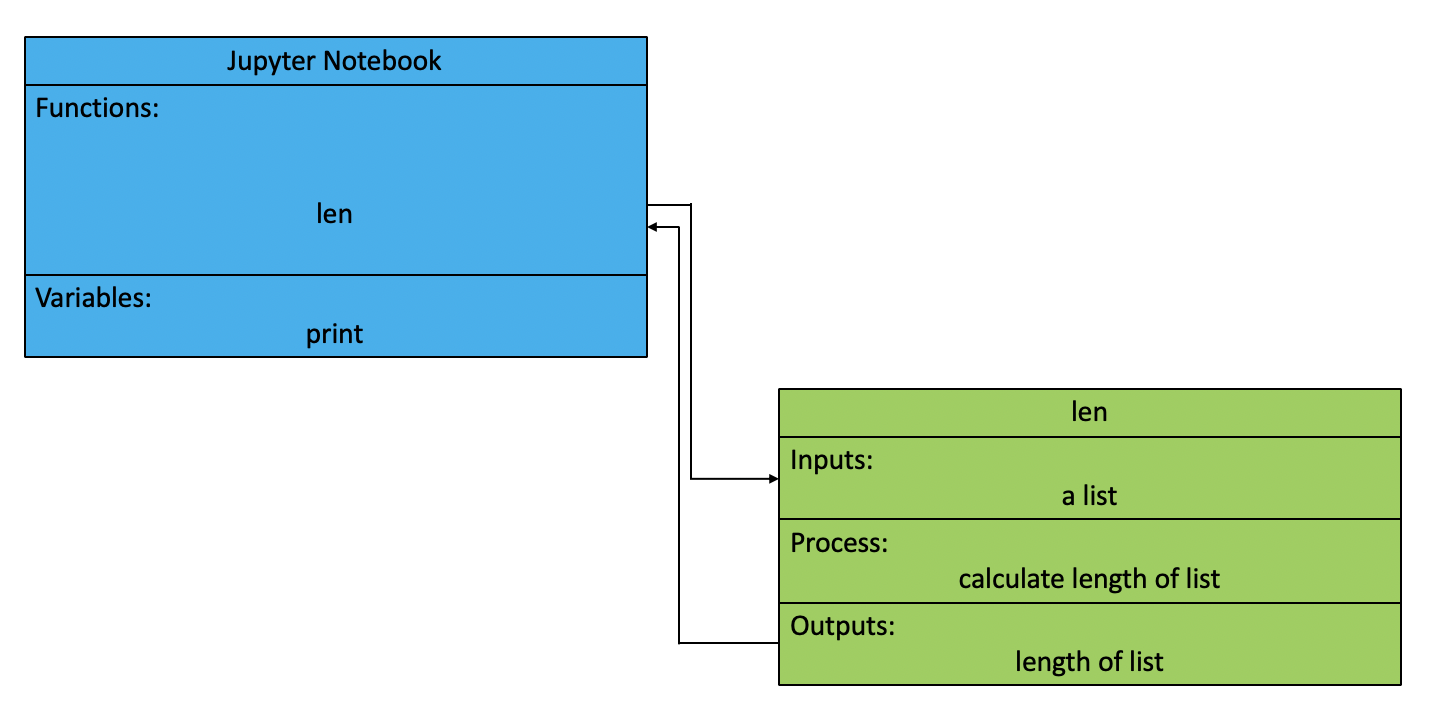 Jupyter Notebook
Functions:
len
Variables:
print
len
Inputs:
a list
Process:
calculate length of list
Outputs:
length of list